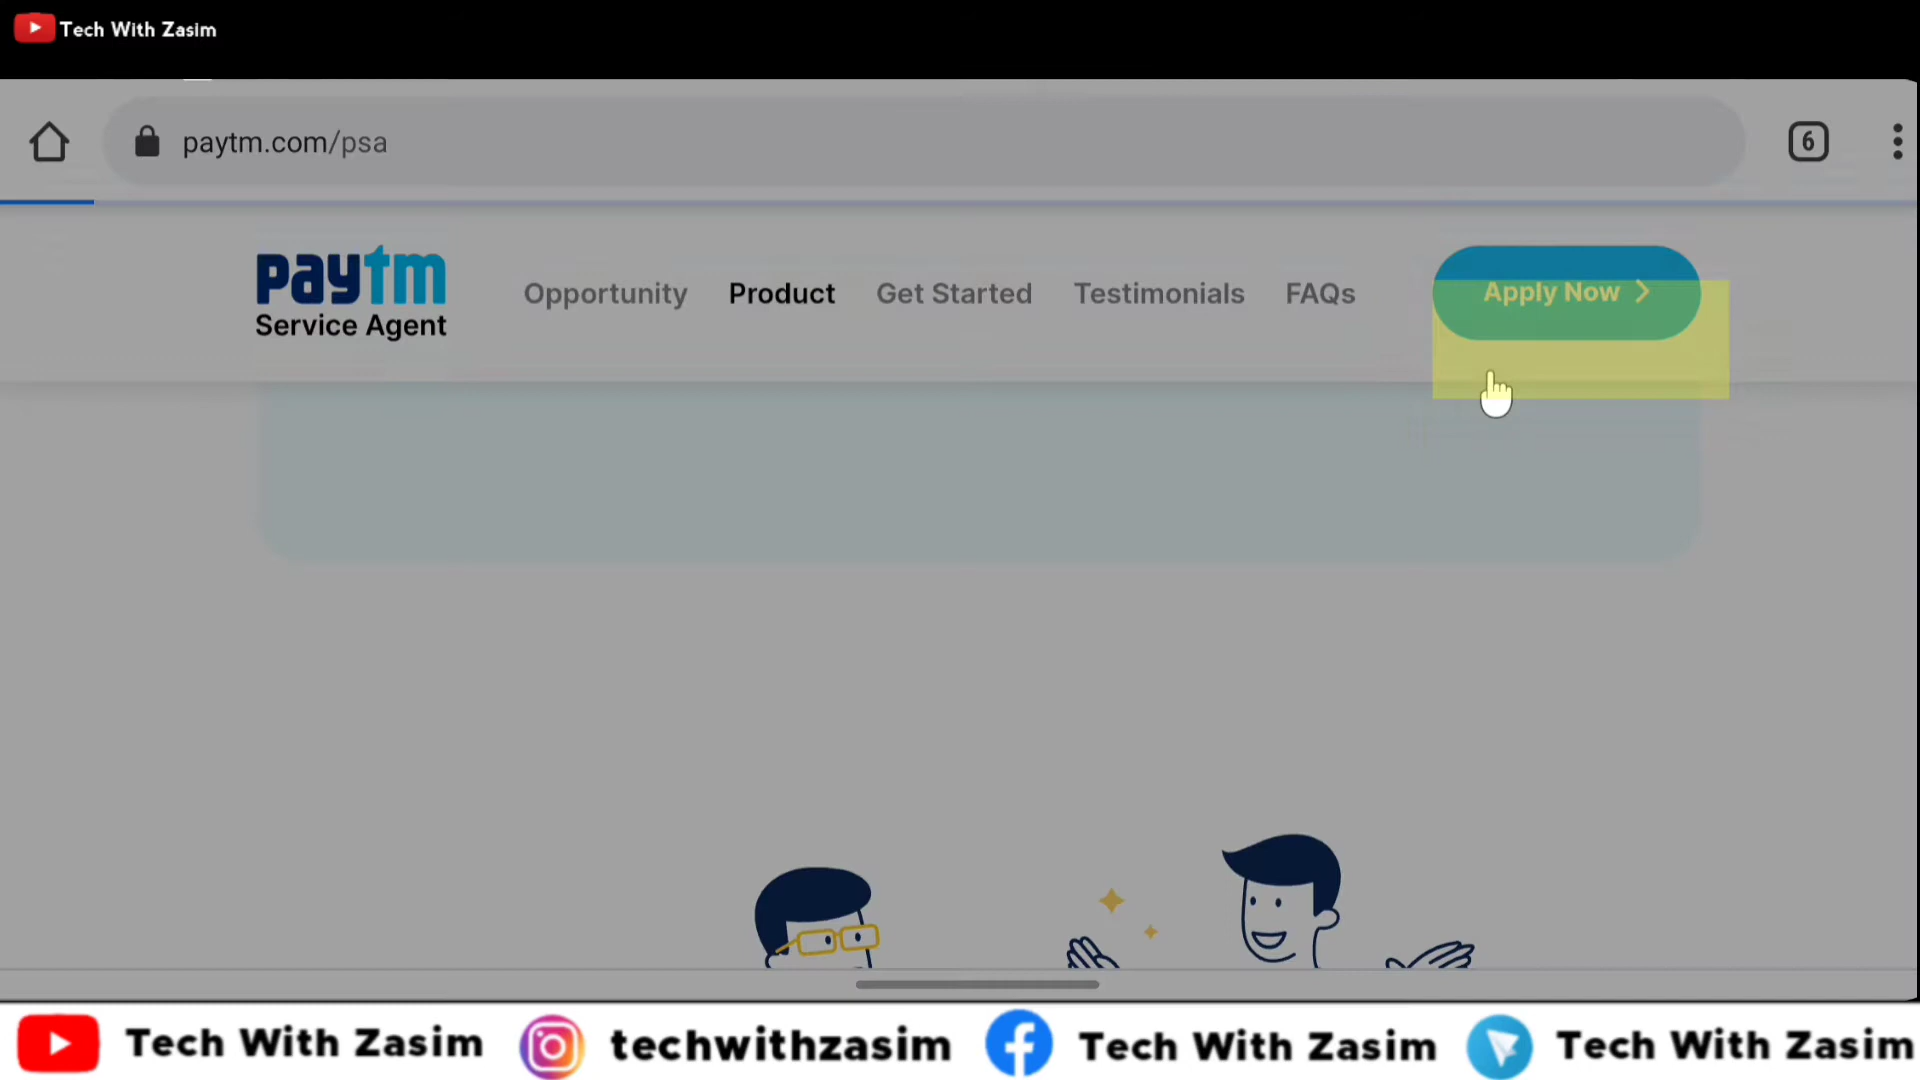 Tech With Zasim
paytm.com/psa
6
paytm
Service Agent
Opportunity
Product
Get Started
Testimonials
FAQs
Apply Now
Tech With Zasim
techwithzasim
Tech With Zasim
Tech With Zasim